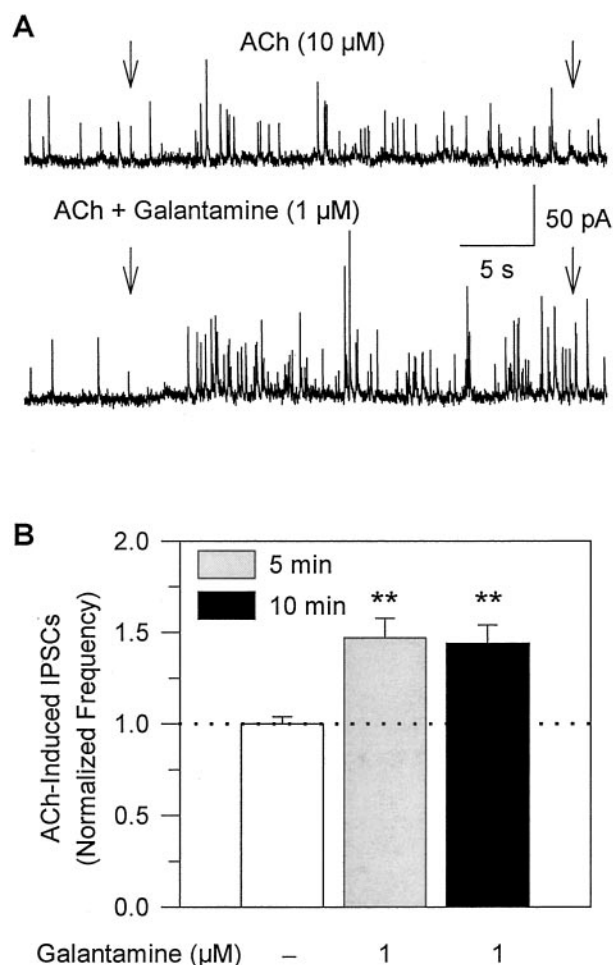 A
ACh (10 µM)
ACh + Galantamine (1 µM)
50 pA
5 s
B
2.0
1.5
1.0
0.5
0.0
ACh-Induced IPSCs
(Normalized Frequency)
5 min
10 min
** **
Galantamine (µM) – 1 1